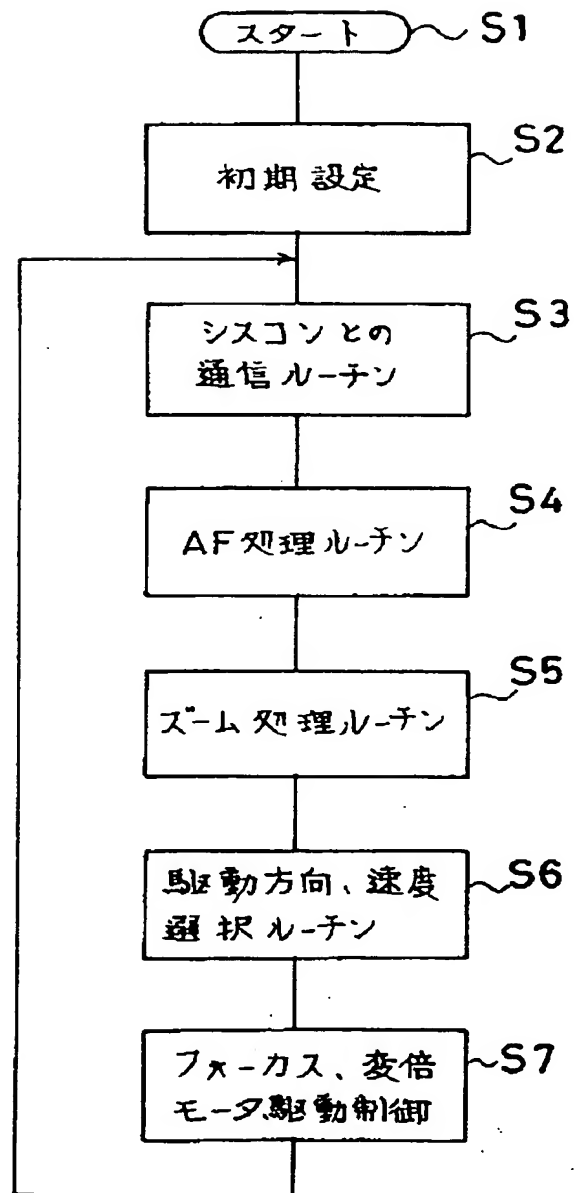 スタート S1
初期設定 S2
シスコンとの S3
通信ルーチン
AF処理ルーチン S4
ズーム処理ルーチン S5
駆動方向、速度 S6
選択ルーチン
フォーカス、変倍 S7
モータ駆動制御